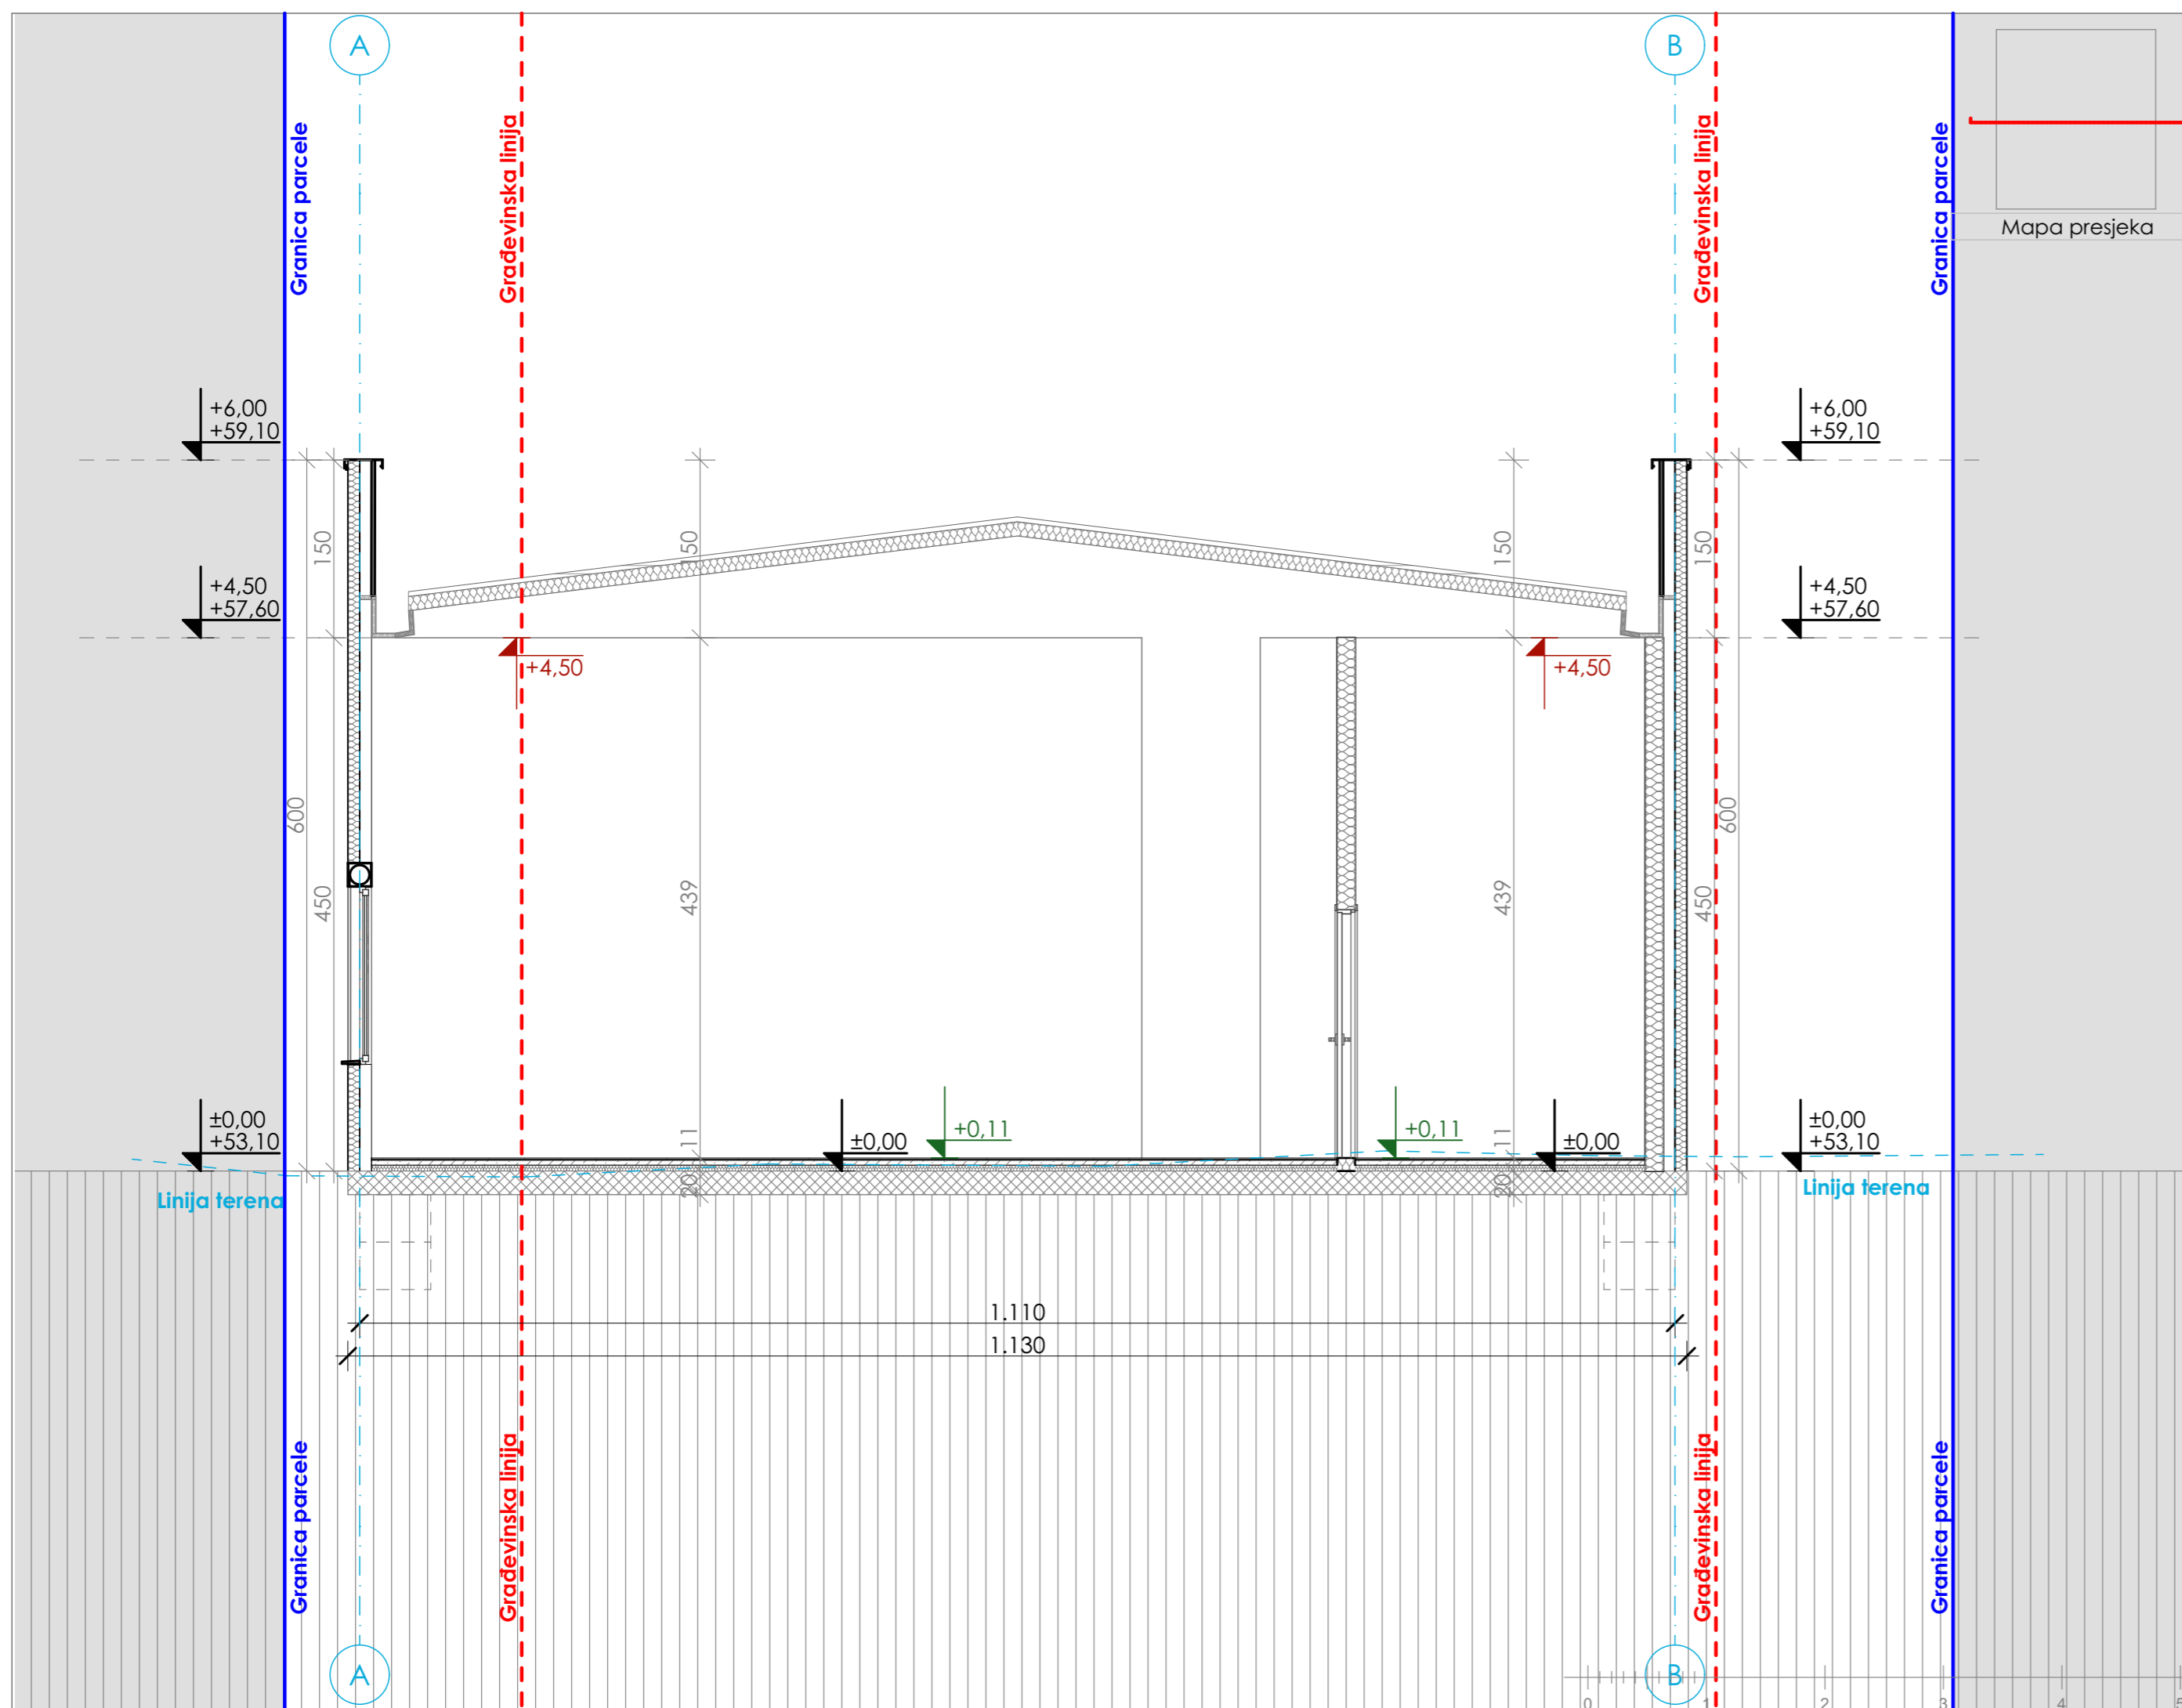 A
B
Granica parcele
Građevinska linija
Građevinska linija
Granica parcele
Mapa presjeka
+6,00
+59,10
+6,00
+59,10
150
150
150
150
+4,50
+57,60
+4,50
+57,60
+4,50
+4,50
600
600
450
439
439
450
±0,00
+53,10
±0,00
+0,11
+0,11
±0,00
±0,00
+53,10
11
11
20
20
Linija terena
Linija terena
1.110
1.130
Granica parcele
Građevinska linija
Građevinska linija
Granica parcele
A
B
0
1
2
3
4